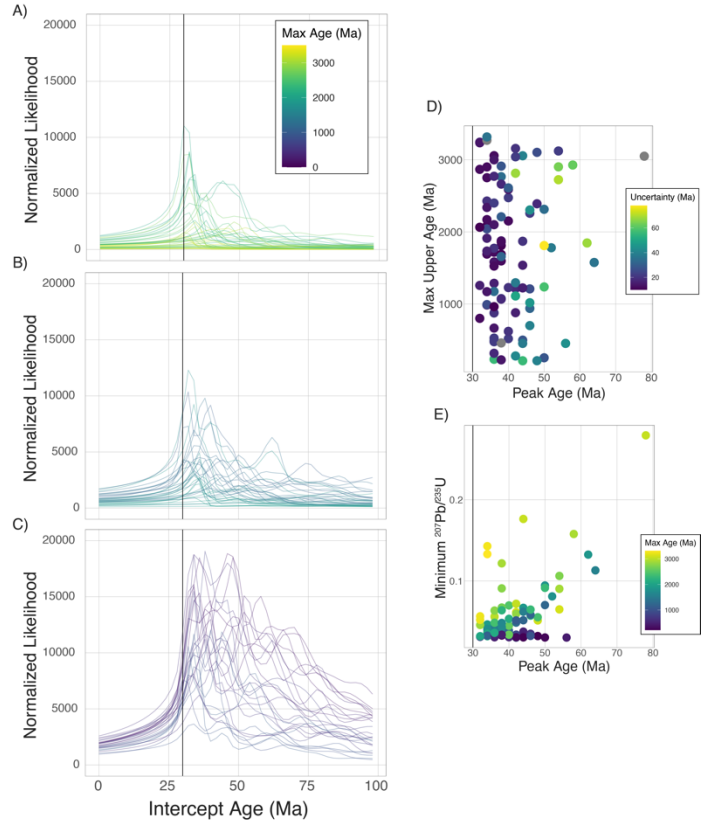 A)
20000
15000
10000
5000
0
Normalized Likelihood
Max Age (Ma)
3000
2000
1000
0
B)
20000
15000
10000
5000
0
Normalized Likelihood
C)
20000
15000
10000
5000
0
Normalized Likelihood
0
25
50
75
100
Intercept Age (Ma)
D)
3000
2000
1000
Max Upper Age (Ma)
30
40
50
60
70
80
Peak Age (Ma)
Uncertainty (Ma)
60
40
20
E)
0.2
0.1
Minimum ²⁰⁷Pb/²³⁵U
30
40
50
60
70
80
Peak Age (Ma)
Max Age (Ma)
3000
2000
1000